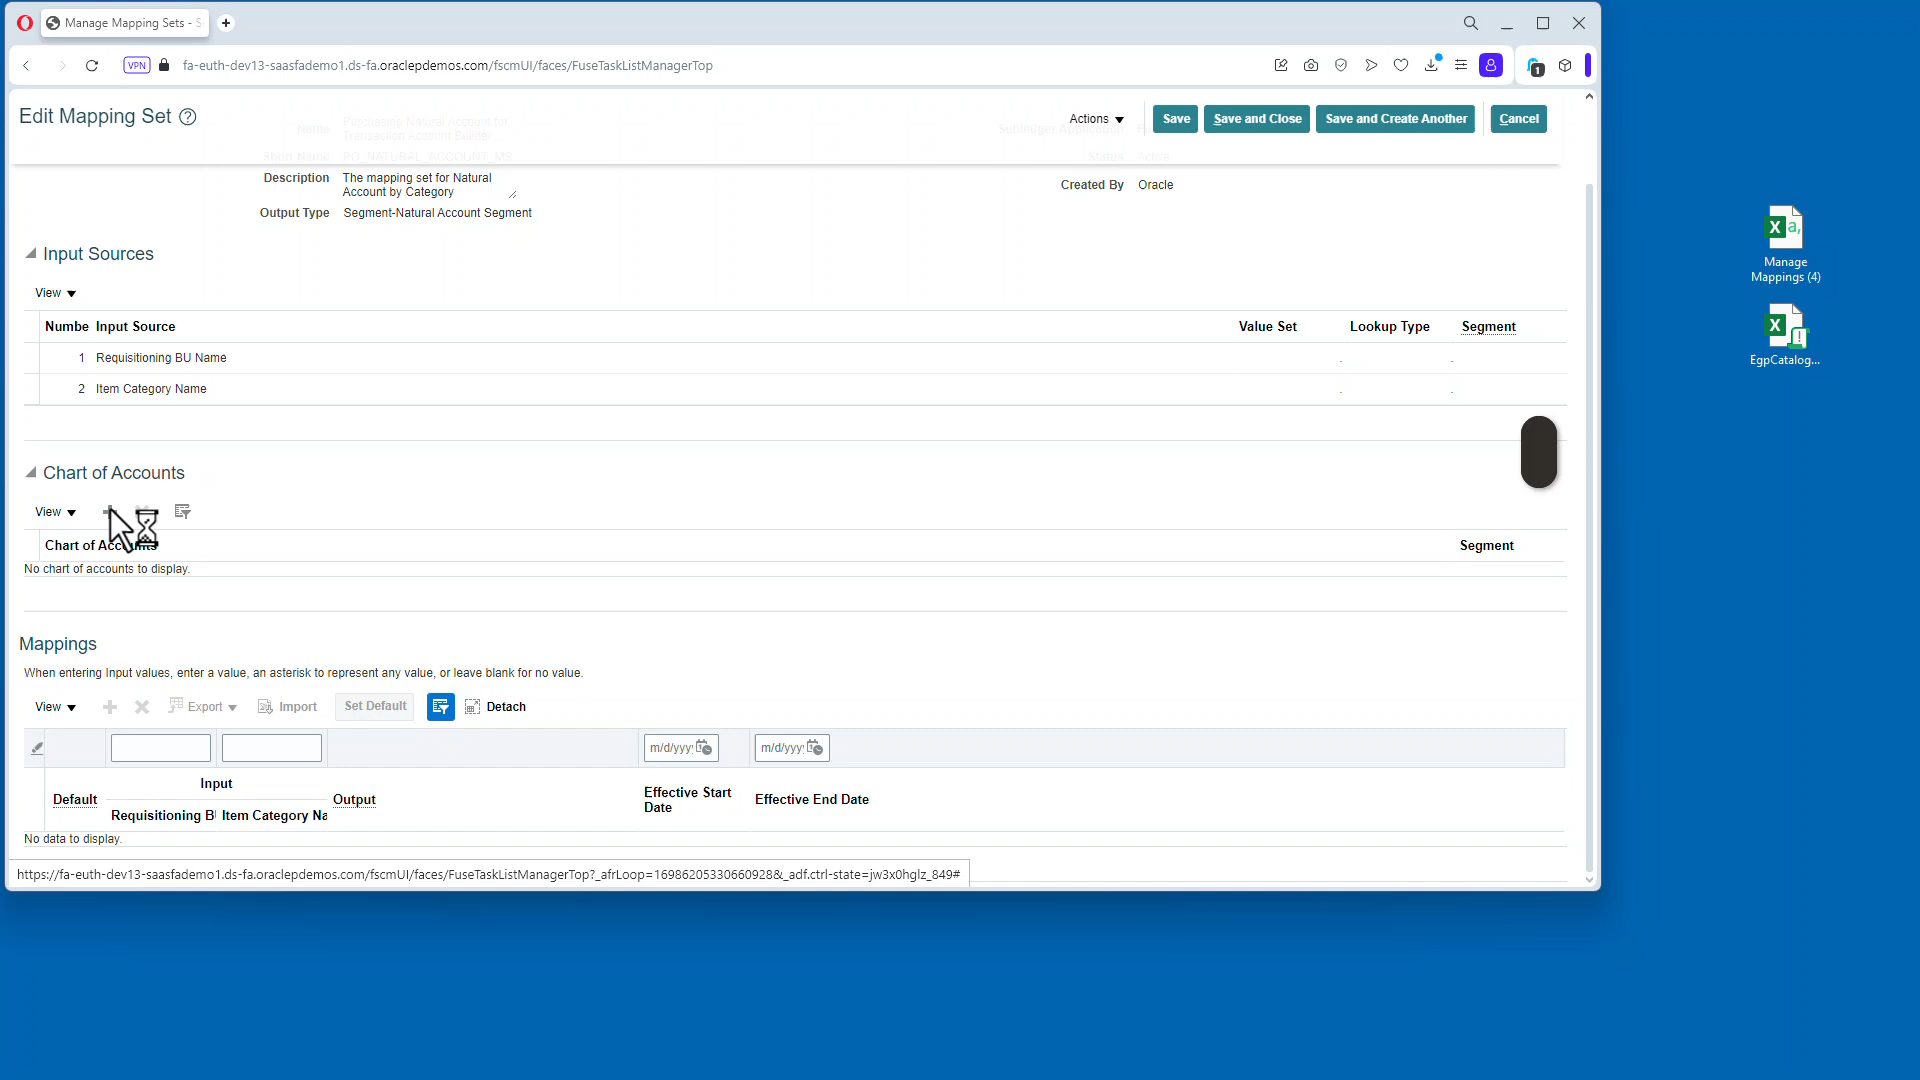 Manage Mapping Sets - S
VPN
fa-euth-dev13-saasfademo1.ds-fa.oraclepdemos.com/fscmUI/faces/FuseTaskListManagerTop
1
Edit Mapping Set
Actions
Save
Save and Close
Save and Create Another
Cancel
Name Purchasing Natural Account for
Transaction Account Builder
Subledger Application
Short Name PO_NATURAL_ACCOUNT_MS
Status Active
Description The mapping set for Natural
Account by Category
Created By Oracle
Output Type Segment-Natural Account Segment
Input Sources
View
Numbe Input Source Value Set Lookup Type Segment
1 Requisitioning BU Name
2 Item Category Name
Chart of Accounts
View
Chart of Accounts Segment
No chart of accounts to display.
Mappings
When entering Input values, enter a value, an asterisk to represent any value, or leave blank for no value.
View Export Import Set Default Detach
m/d/yyy m/d/yyy
Input
Default Output Effective Start
Date Effective End Date
Requisitioning B Item Category Na
No data to display.
https://fa-euth-dev13-saasfademo1.ds-fa.oraclepdemos.com/fscmUI/faces/FuseTaskListManagerTop?_afrLoop=16986205330660928&_adf.ctrl-state=jw3x0hglz_849#
Manage
Mappings (4)
EgpCatalog...